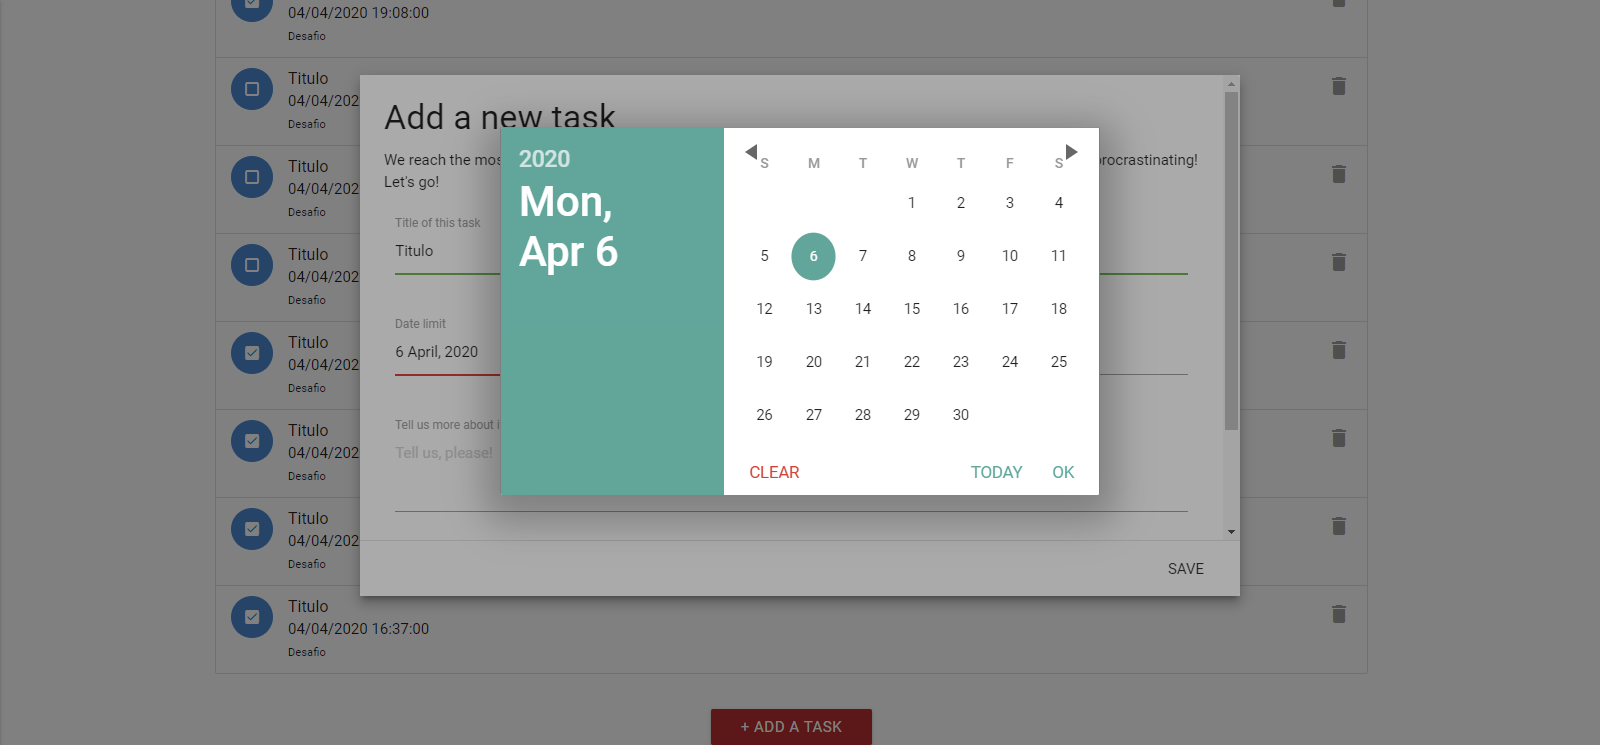 04/04/2020 19:08:00
Desafio
Titulo
04/04/202
Desafio
Titulo
04/04/202
Desafio
Titulo
04/04/202
Desafio
Titulo
04/04/202
Desafio
Titulo
04/04/202
Desafio
Titulo
04/04/202
Desafio
Titulo
04/04/2020 16:37:00
Desafio
Add a new task
We reach the mos procrastinating!
Let's go!
Title of this task
Titulo
Date limit
6 April, 2020
Tell us more about i
Tell us, please!
2020
Mon,
Apr 6
S M T W T F S
1 2 3 4
5 6 7 8 9 10 11
12 13 14 15 16 17 18
19 20 21 22 23 24 25
26 27 28 29 30
CLEAR TODAY OK
SAVE
+ ADD A TASK